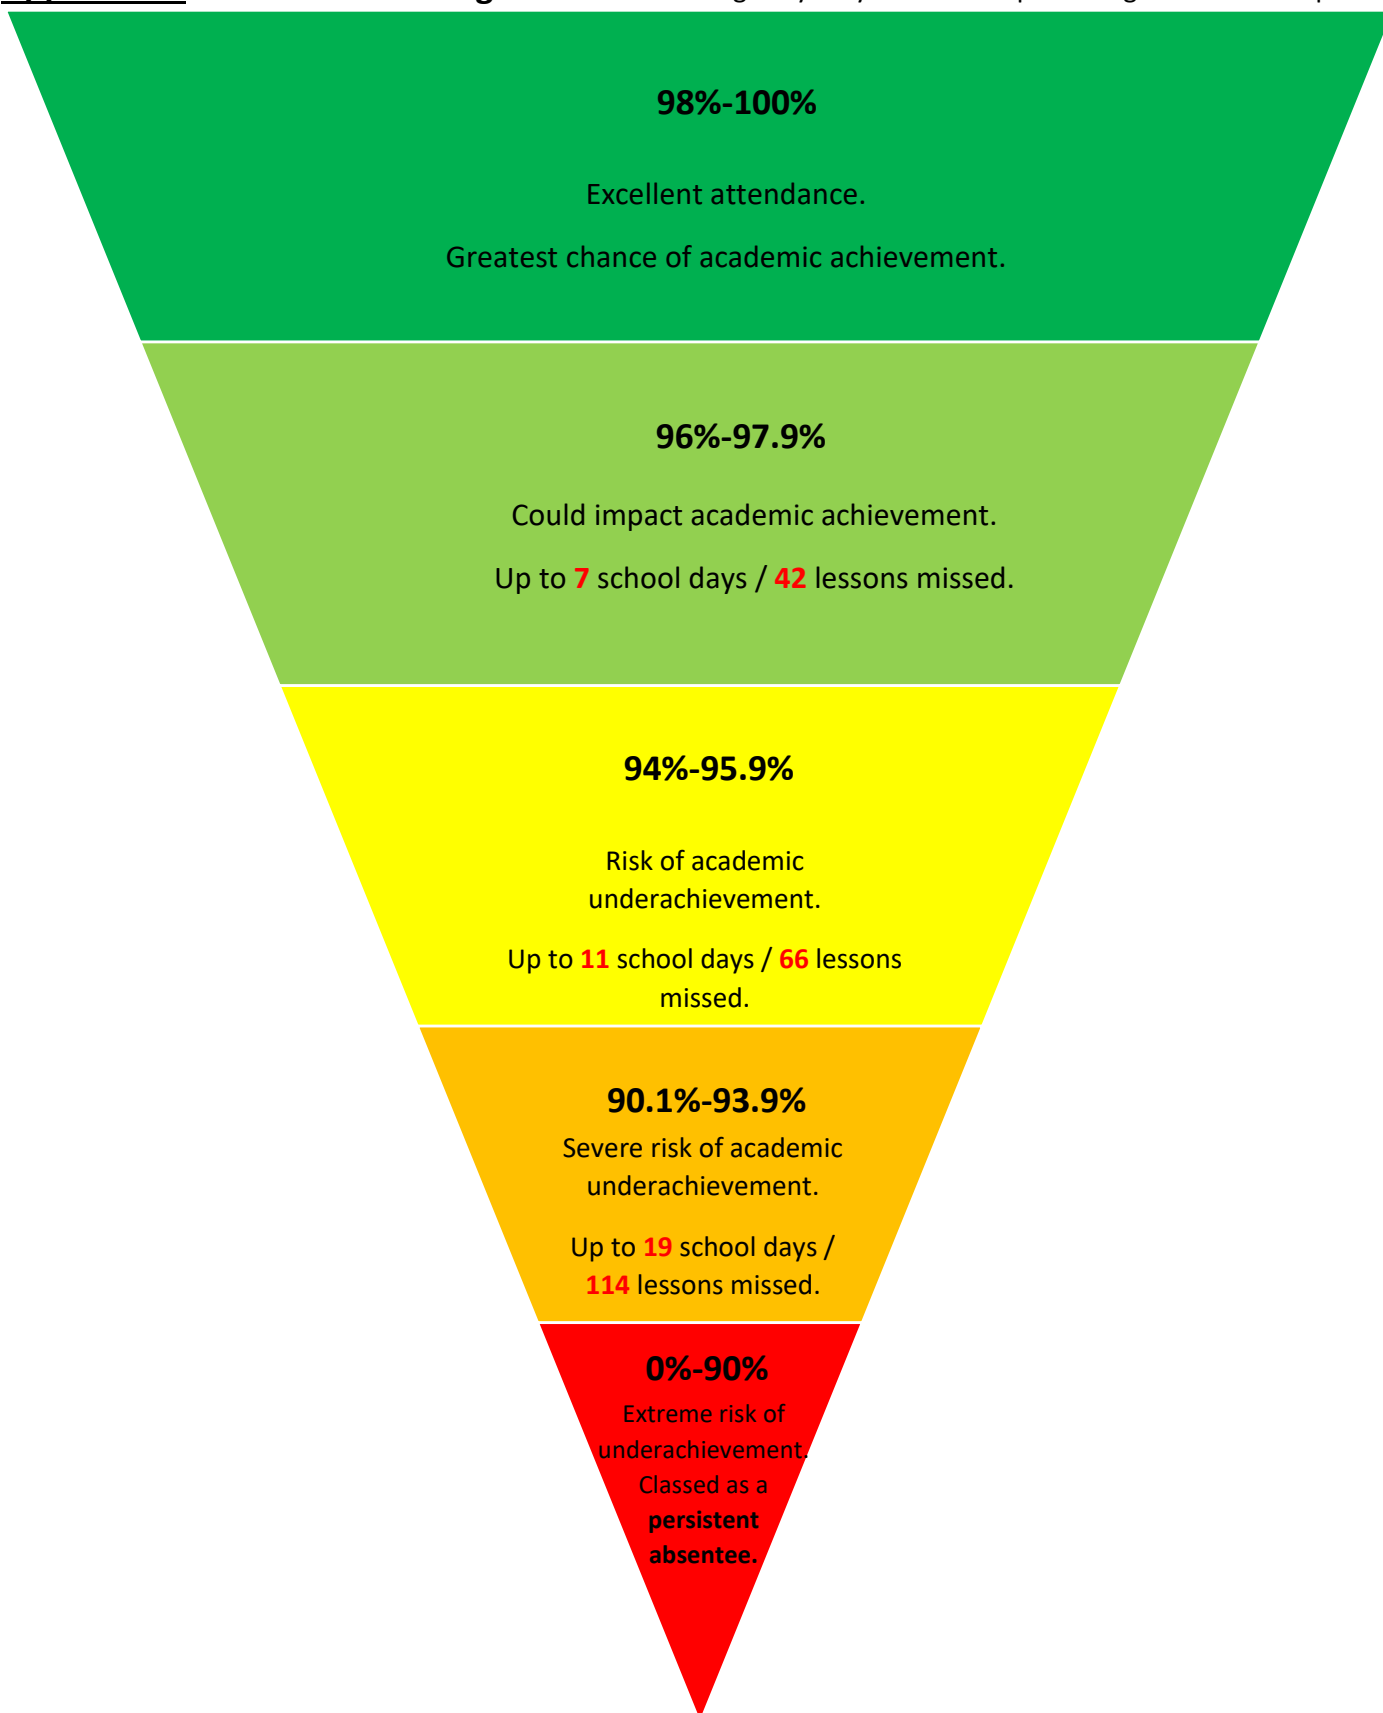 98%-100%
Excellent attendance.
Greatest chance of academic achievement.
96%-97.9%
Could impact academic achievement.
Up to 7 school days / 42 lessons missed.
94%-95.9%
Risk of academic
underachievement.
Up to 11 school days / 66 lessons
missed.
90.1%-93.9%
Severe risk of academic
underachievement.
Up to 19 school days /
114 lessons missed.
0%-90%
Extreme risk of
underachievement.
Classed as a
persistent
absentee.